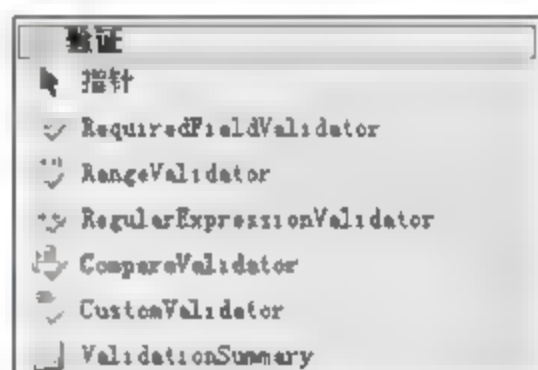 验证
指针
RequiredFieldValidator
RangeValidator
RegularExpressionValidator
CompareValidator
CustomValidator
ValidationSummary